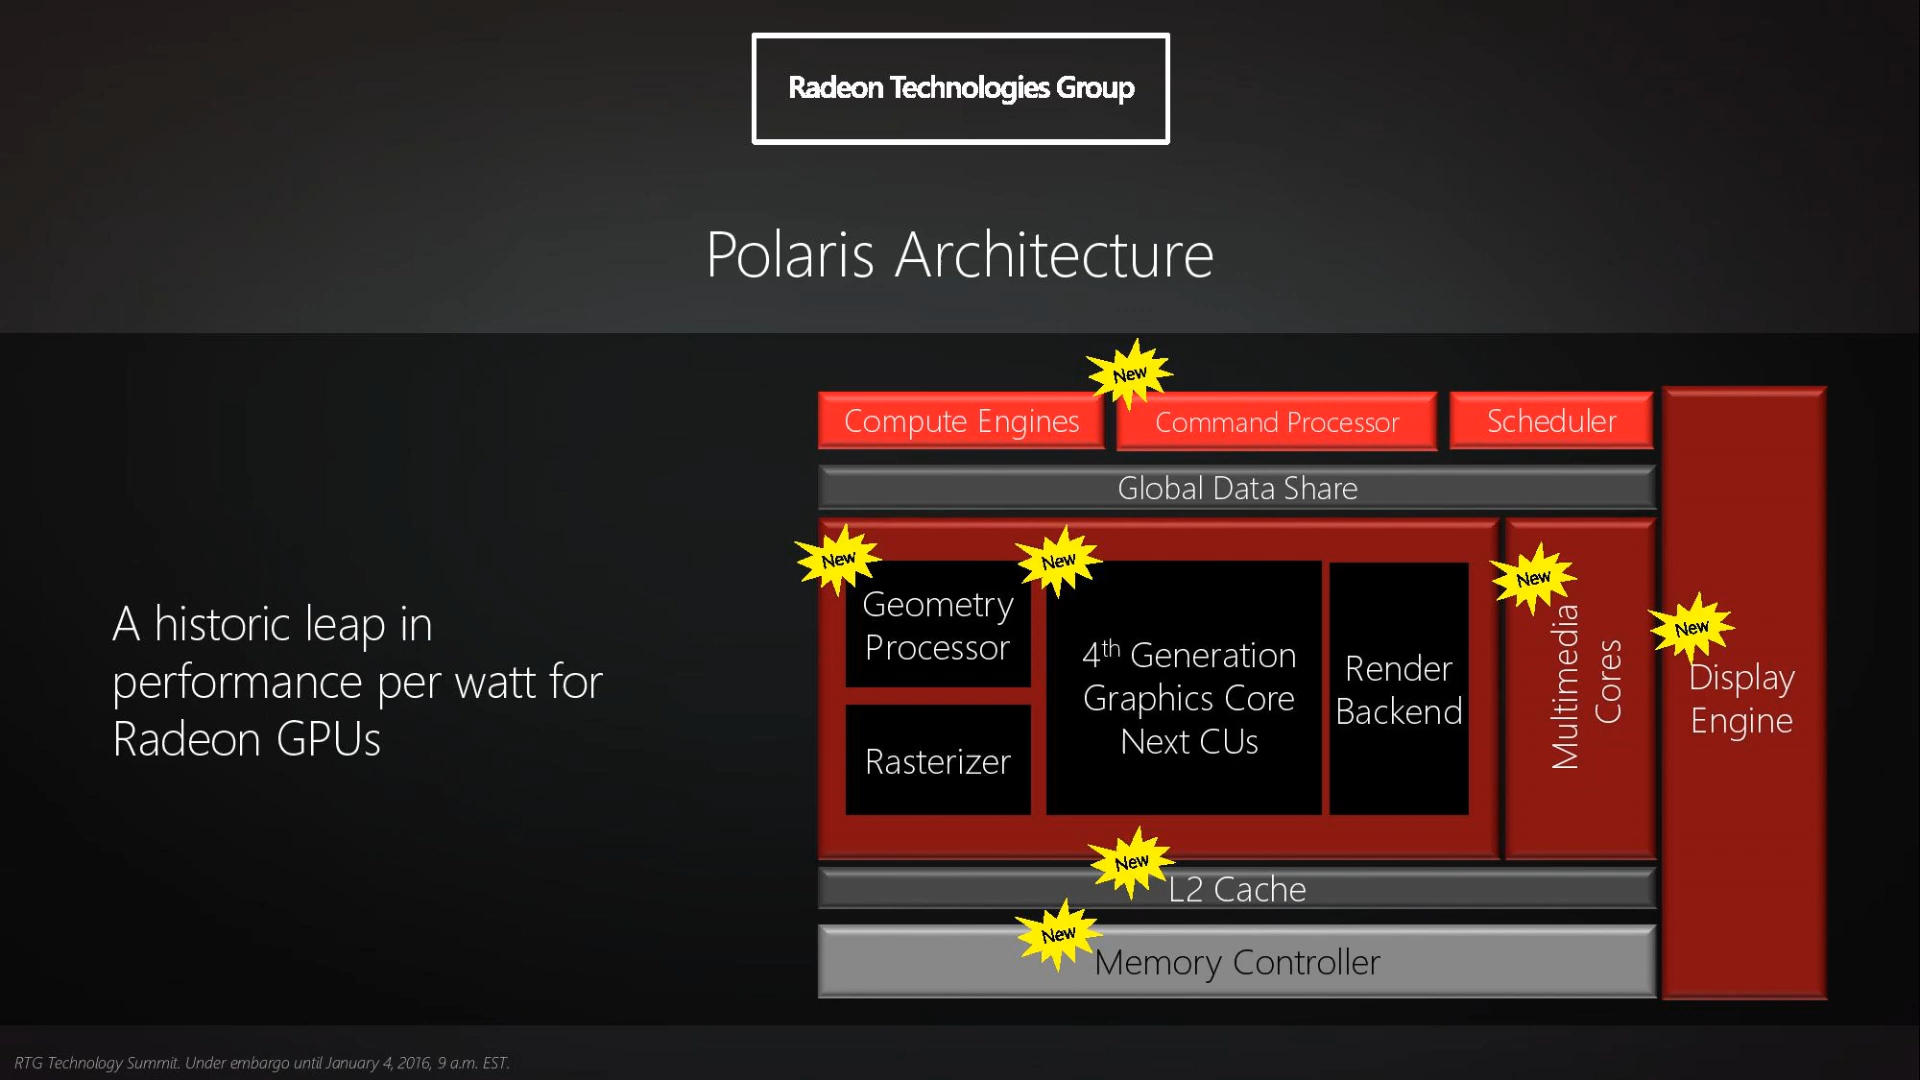 Radeon Technologies Group
Polaris Architecture
A historic leap in
performance per watt for
Radeon GPUs
New
Compute Engines
Command Processor
Scheduler
Global Data Share
New
Geometry
Processor
Rasterizer
New
4th Generation
Graphics Core
Next CUs
Render
Backend
New
Multimedia
Cores
New
Display
Engine
New
L2 Cache
New
Memory Controller
RTG Technology Summit. Under embargo until January 4, 2016, 9 a.m. EST.